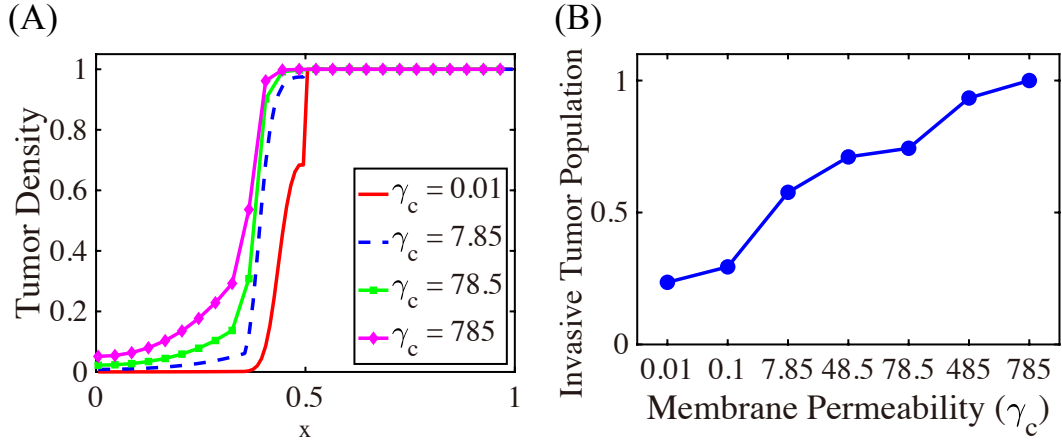 (A)
Tumor Density
1
0.8
0.6
0.4
0.2
0
0
0.5
1
x
γc = 0.01
γc = 7.85
γc = 78.5
γc = 785
(B)
Invasive Tumor Population
1
0.5
0
0.01 0.1 7.85 48.5 78.5 485 785
Membrane Permeability (γc)